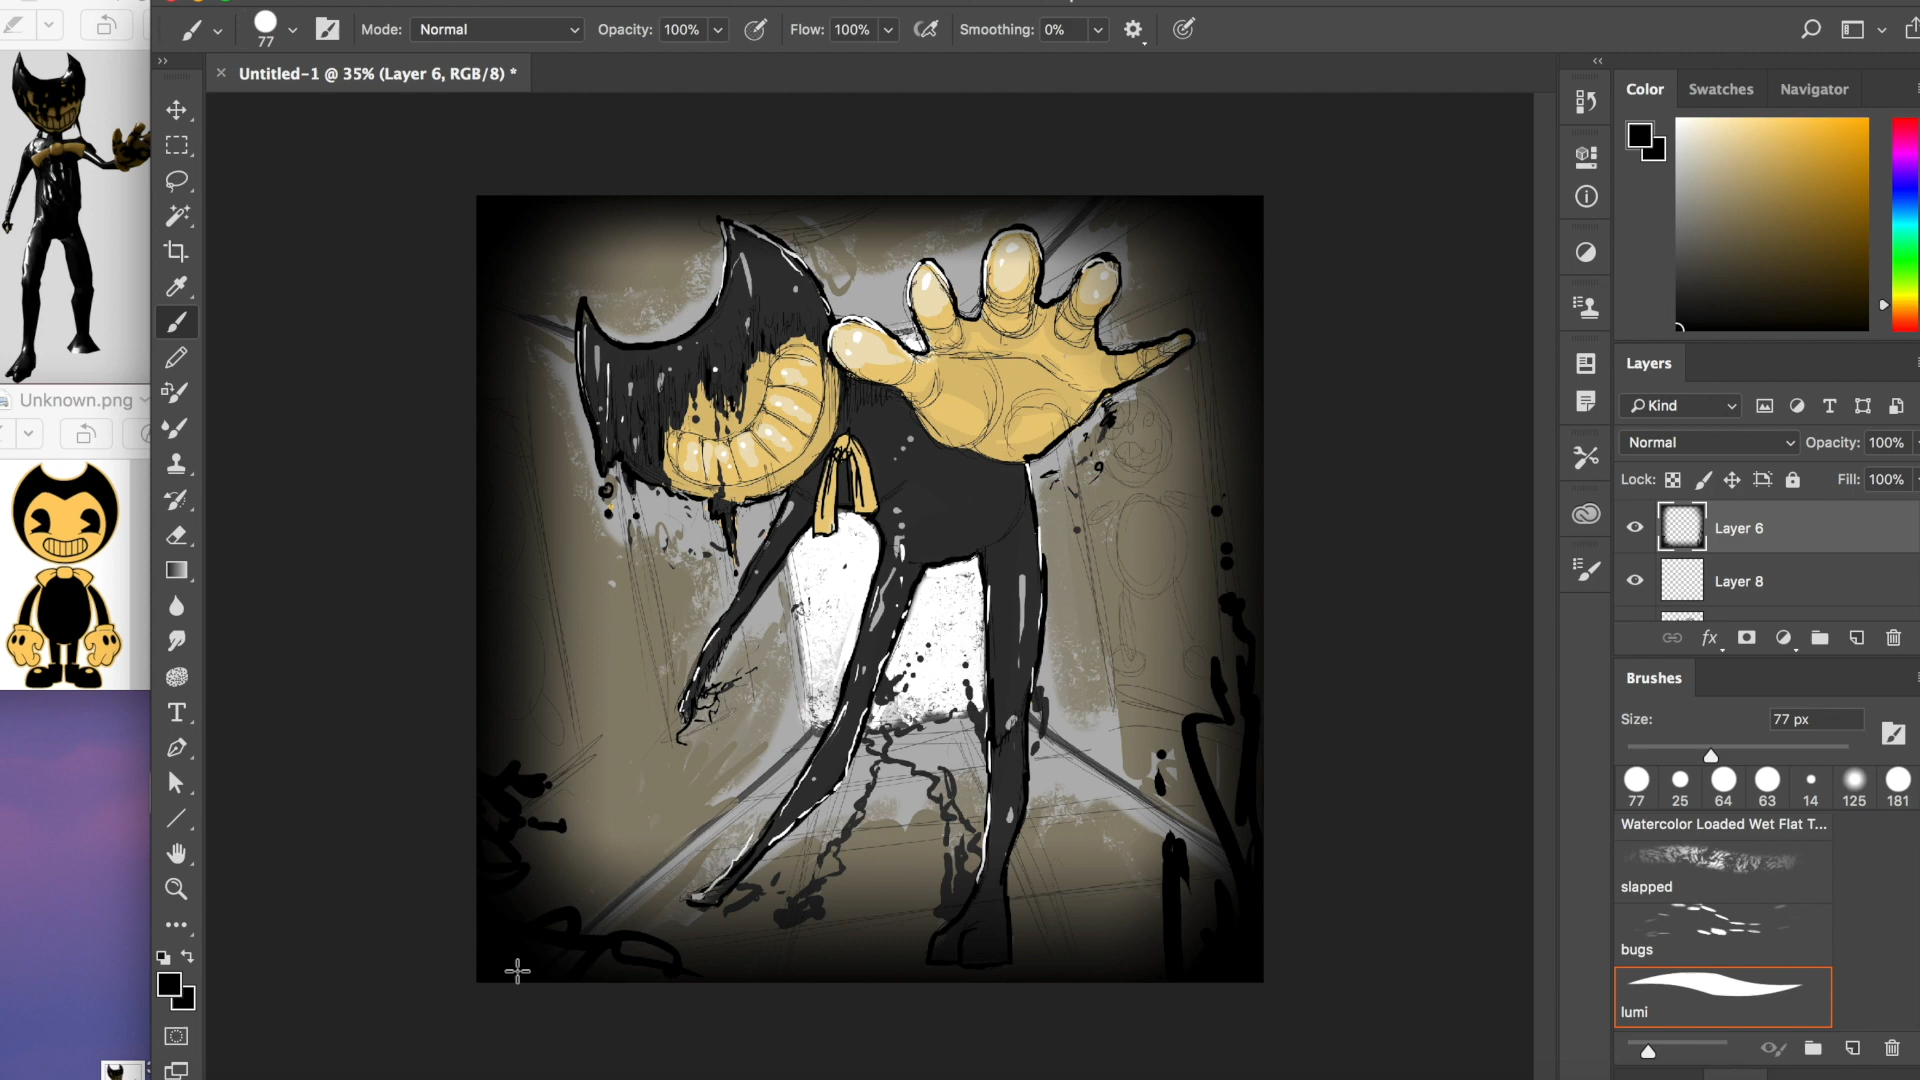 77
Mode:
Normal
Opacity:
100%
Flow:
100%
Smoothing:
0%
Untitled-1 @ 35% (Layer 6, RGB/8) *
Unknown.png
Color
Swatches
Navigator
Layers
Kind
Normal
Opacity:
100%
Lock:
Fill:
100%
Layer 6
fx
Layer 8
Brushes
Size:
77 px
77
25
64
63
14
125
181
Watercolor Loaded Wet Flat T...
slapped
bugs
lumi